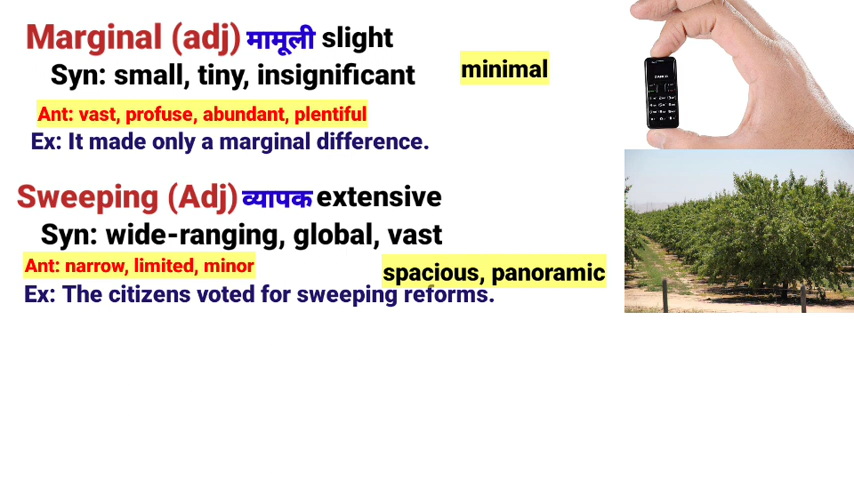 Marginal (adj) मामूली slight
Syn: small, tiny, insignificant
minimal
Ant: vast, profuse, abundant, plentiful
Ex: It made only a marginal difference.
Sweeping (Adj) व्यापक extensive
Syn: wide-ranging, global, vast
Ant: narrow, limited, minor
spacious, panoramic
Ex: The citizens voted for sweeping reforms.